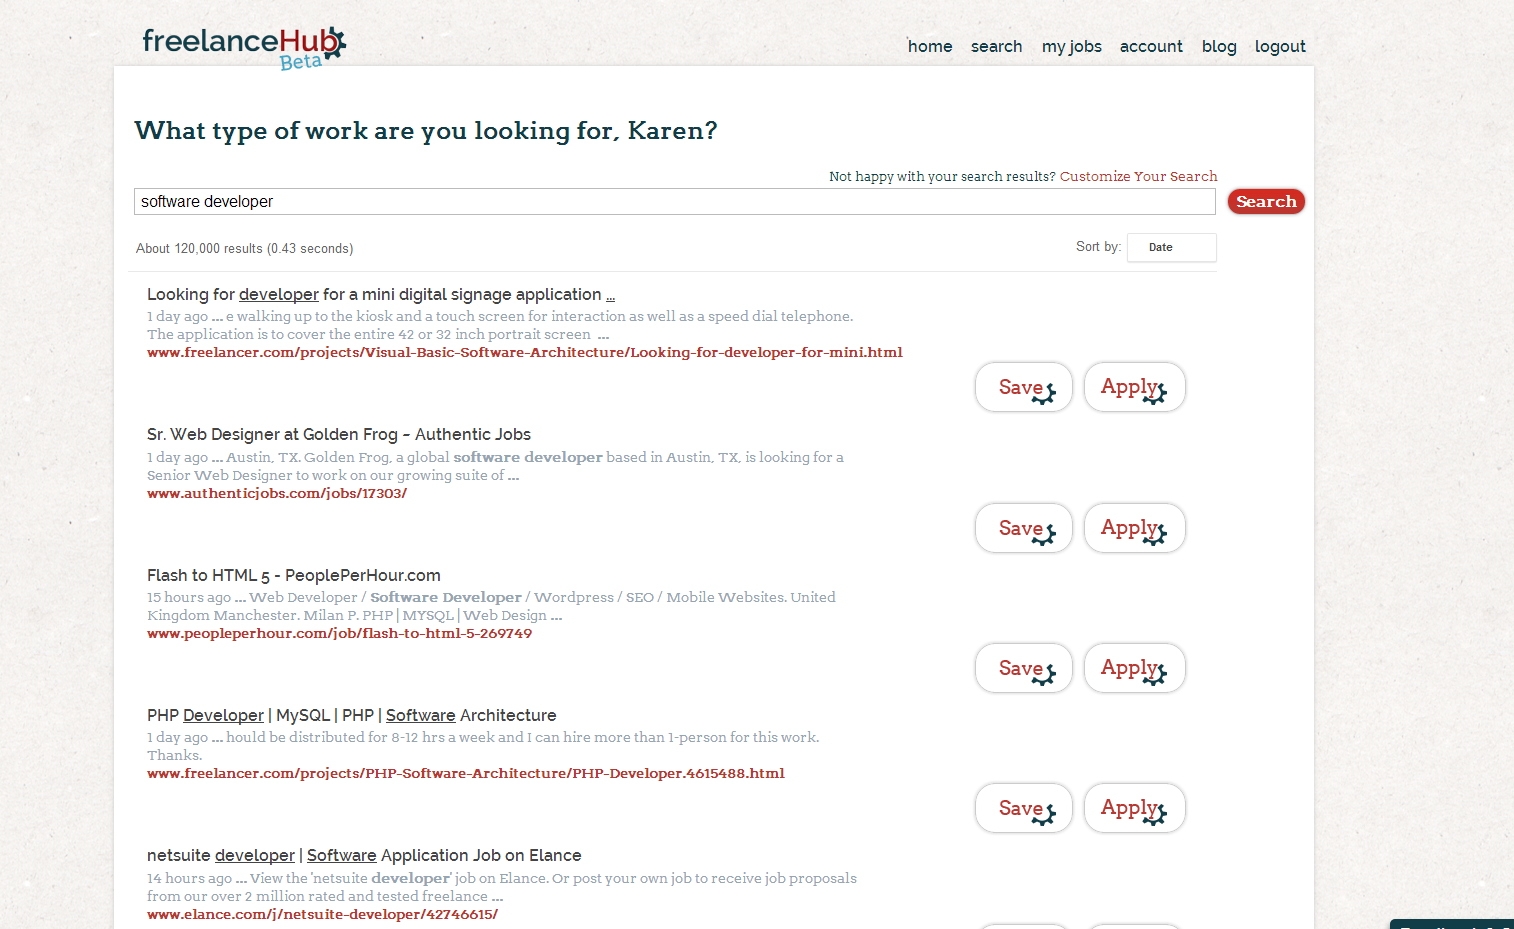 freelanceHub
Beta
home search my jobs account blog logout
What type of work are you looking for, Karen?
Not happy with your search results? Customize Your Search
software developer
Search
About 120,000 results (0.43 seconds)
Sort by: Date
Looking for developer for a mini digital signage application ...
1 day ago ... e walking up to the kiosk and a touch screen for interaction as well as a speed dial telephone.
The application is to cover the entire 42 or 32 inch portrait screen ...
www.freelancer.com/projects/Visual-Basic-Software-Architecture/Looking-for-developer-for-mini.html
Save Apply
Sr. Web Designer at Golden Frog - Authentic Jobs
1 day ago ... Austin, TX. Golden Frog, a global software developer based in Austin, TX, is looking for a
Senior Web Designer to work on our growing suite of ...
www.authenticjobs.com/jobs/17303/
Save Apply
Flash to HTML 5 - PeoplePerHour.com
15 hours ago ... Web Developer / Software Developer / Wordpress / SEO / Mobile Websites. United
Kingdom Manchester. Milan P. PHP | MYSQL | Web Design ...
www.peopleperhour.com/job/flash-to-html-5-269749
Save Apply
PHP Developer | MySQL | PHP | Software Architecture
1 day ago ... hould be distributed for 8-12 hrs a week and I can hire more than 1-person for this work.
Thanks.
www.freelancer.com/projects/PHP-Software-Architecture/PHP-Developer.4615488.html
Save Apply
netsuite developer | Software Application Job on Elance
14 hours ago ... View the 'netsuite developer' job on Elance. Or post your own job to receive job proposals
from our over 2 million rated and tested freelance ...
www.elance.com/j/netsuite-developer/42746615/